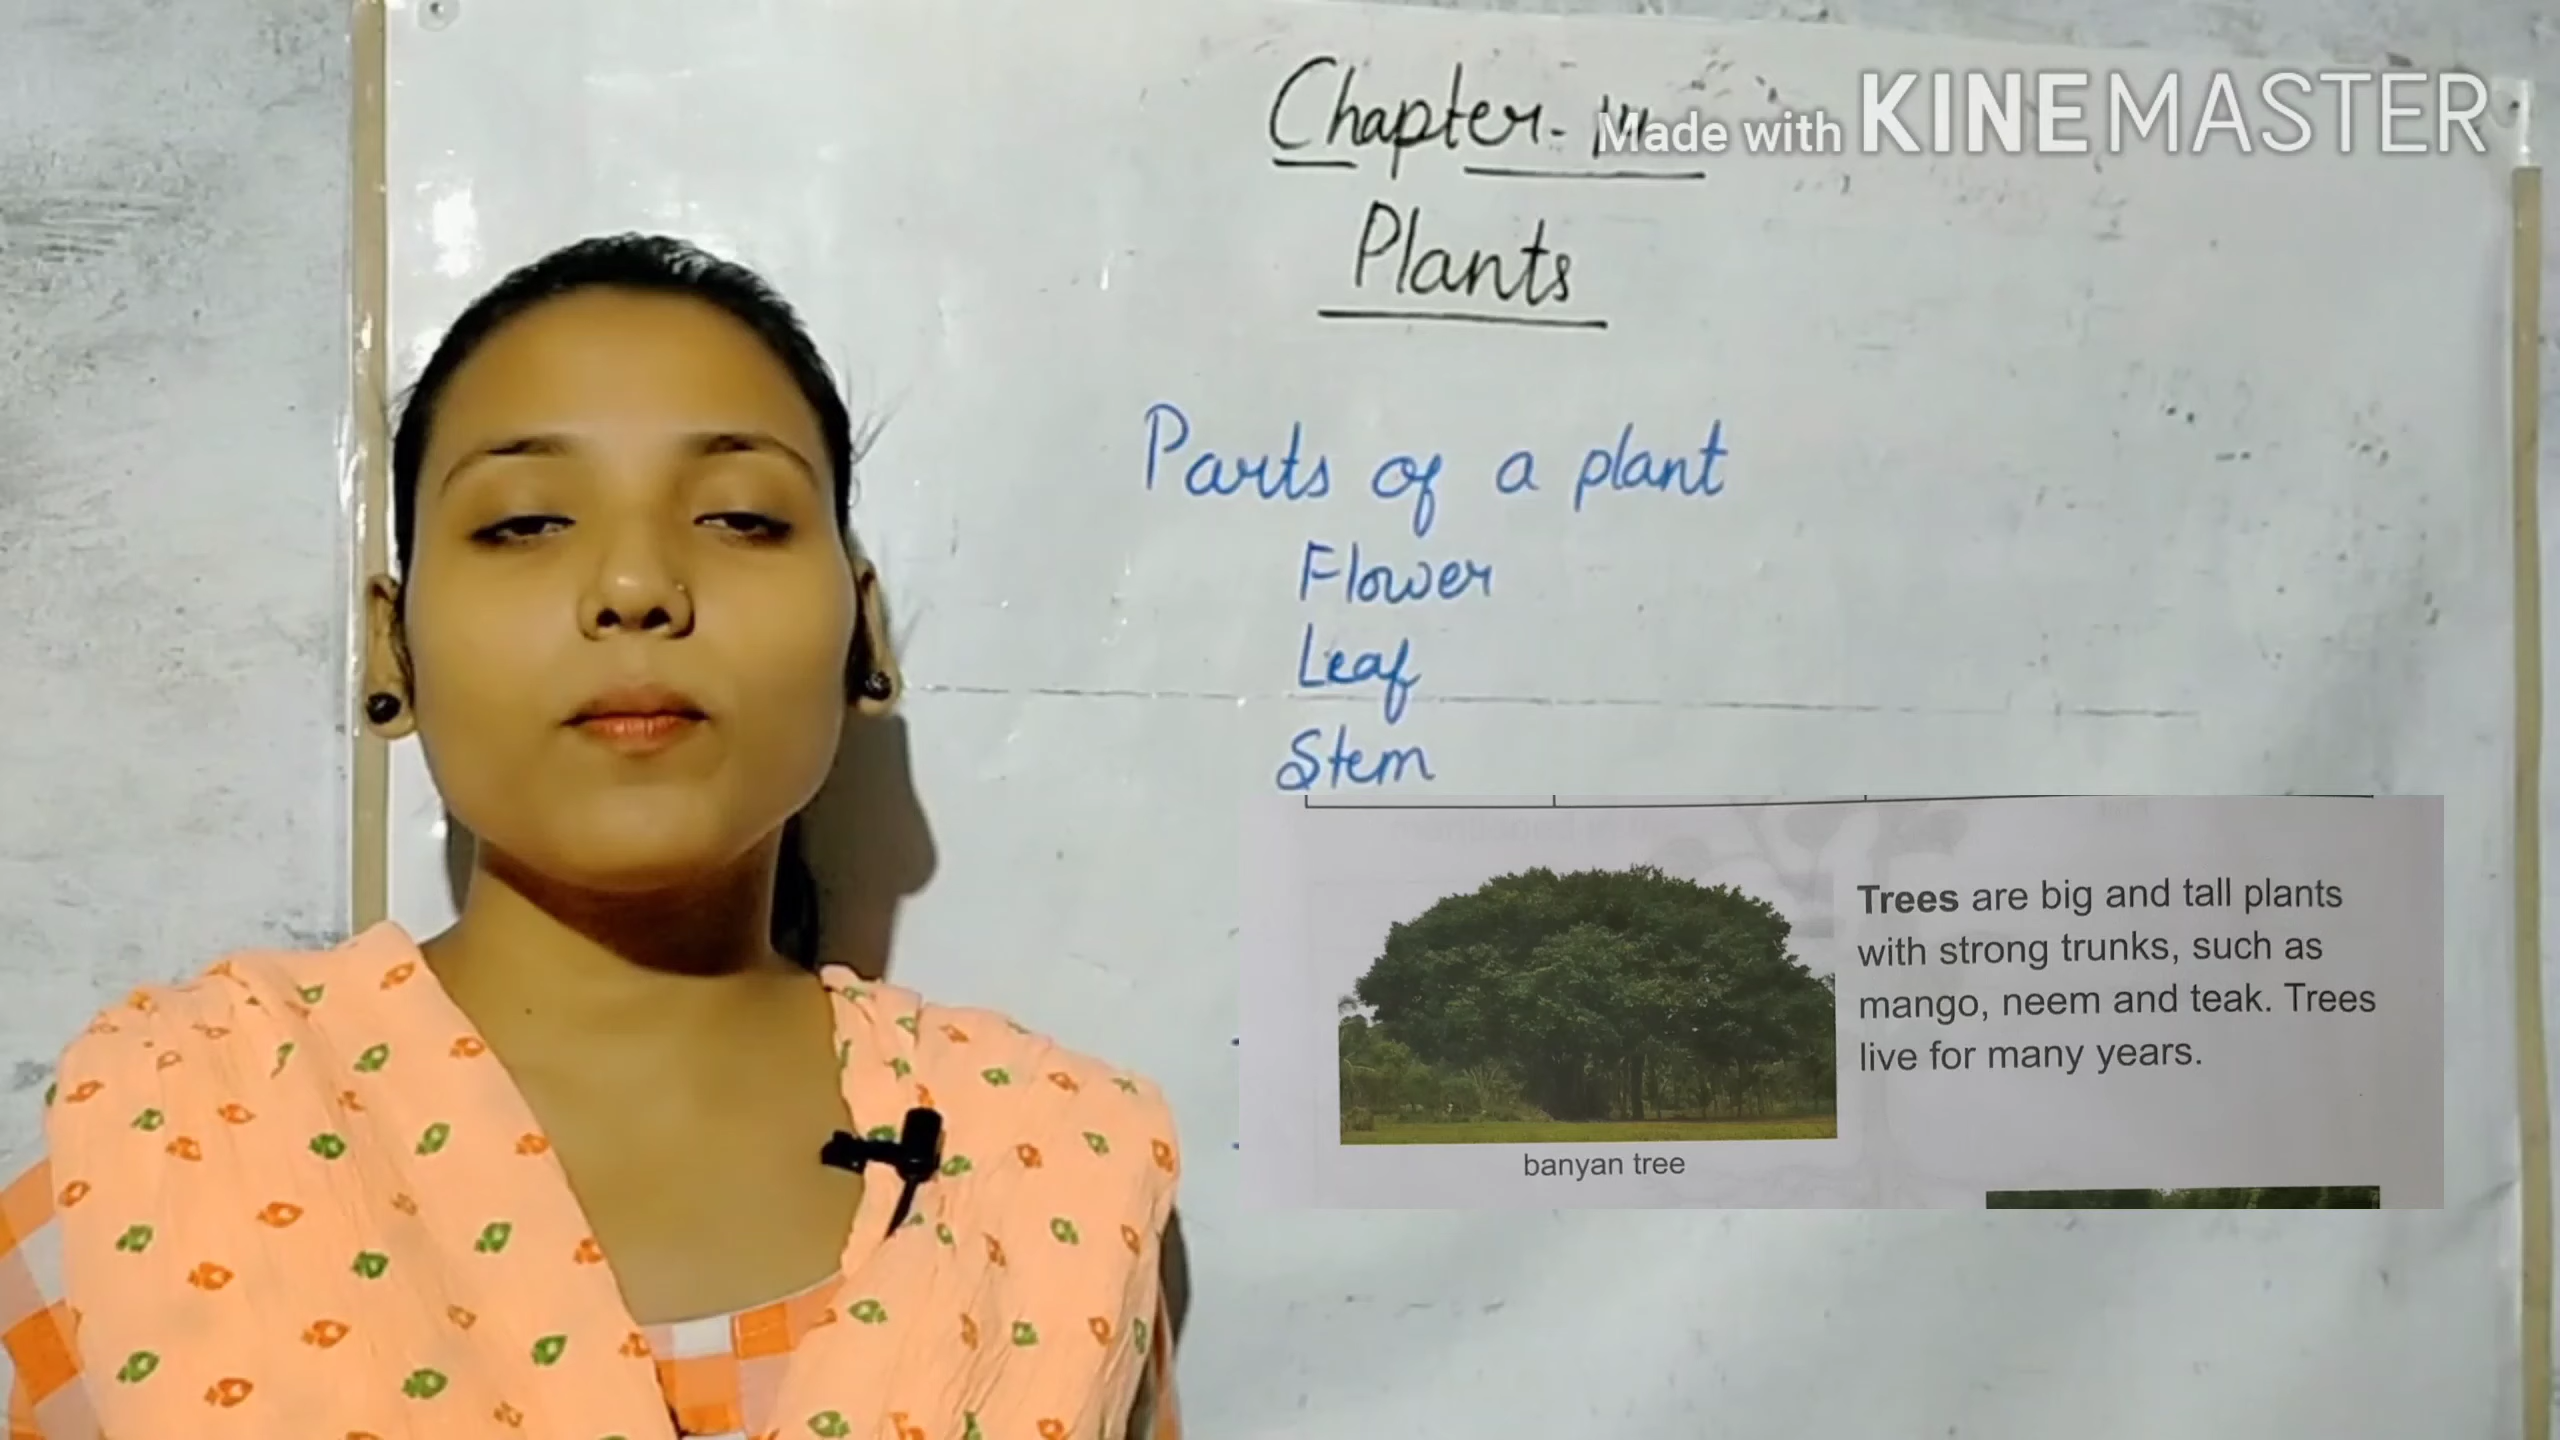 Chapter-
Made with KINEMASTER
Plants
Parts of a plant
Flower
Leaf
Stem
Trees are big and tall plants
with strong trunks, such as
mango, neem and teak. Trees
live for many years.
banyan tree